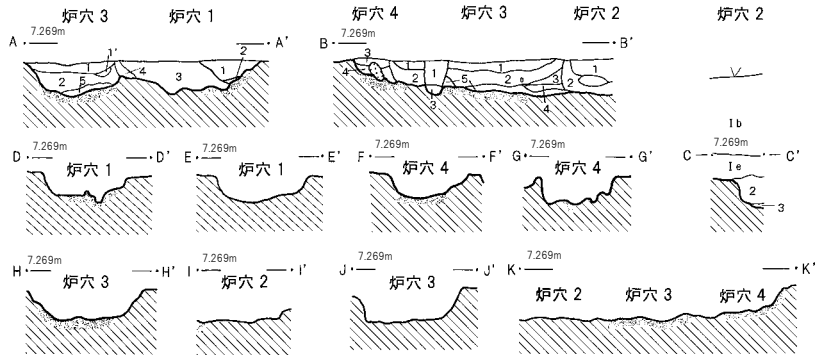 炉穴 3 炉穴 1 炉穴 4 炉穴 3 炉穴 2 炉穴 2
A 7.269m A' B 7.269m B'
1' 2 3
1 4 1 1 1 1 1
2 5 3 4 2 5 2 3 2
3 4
Ⅰb
D 7.269m D' E 7.269m E' F 7.269m F' G 7.269m G' C 7.269m C'
炉穴 1 炉穴 1 炉穴 4 炉穴 4 Ⅰe
2
3
H 7.269m H' I 7.269m I' J 7.269m J' K 7.269m K'
炉穴 3 炉穴 2 炉穴 3 炉穴 2 炉穴 3 炉穴 4